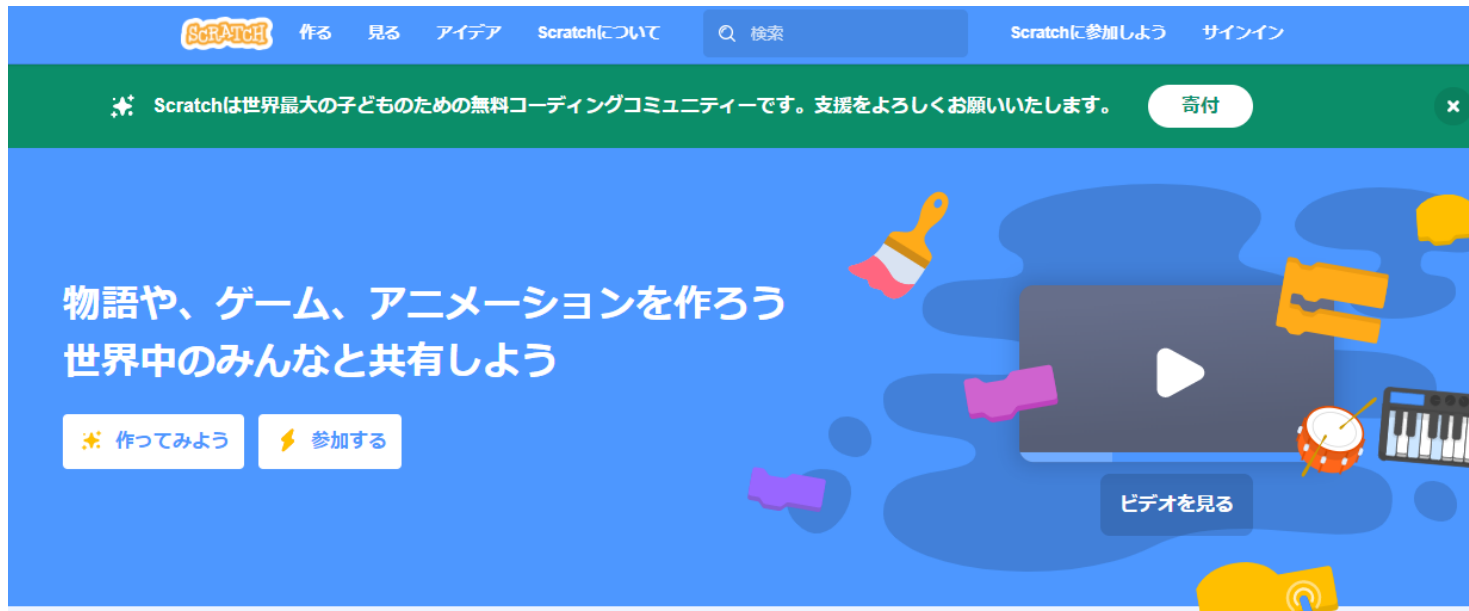 SCRATCH 作る 見る アイデア Scratchについて 検索 Scratchに参加しよう サインイン
Scratchは世界最大の子どものための無料コーディングコミュニティーです。支援をよろしくお願いいたします。 寄付
物語や、ゲーム、アニメーションを作ろう
世界中のみんなと共有しよう
作ってみよう 参加する
ビデオを見る